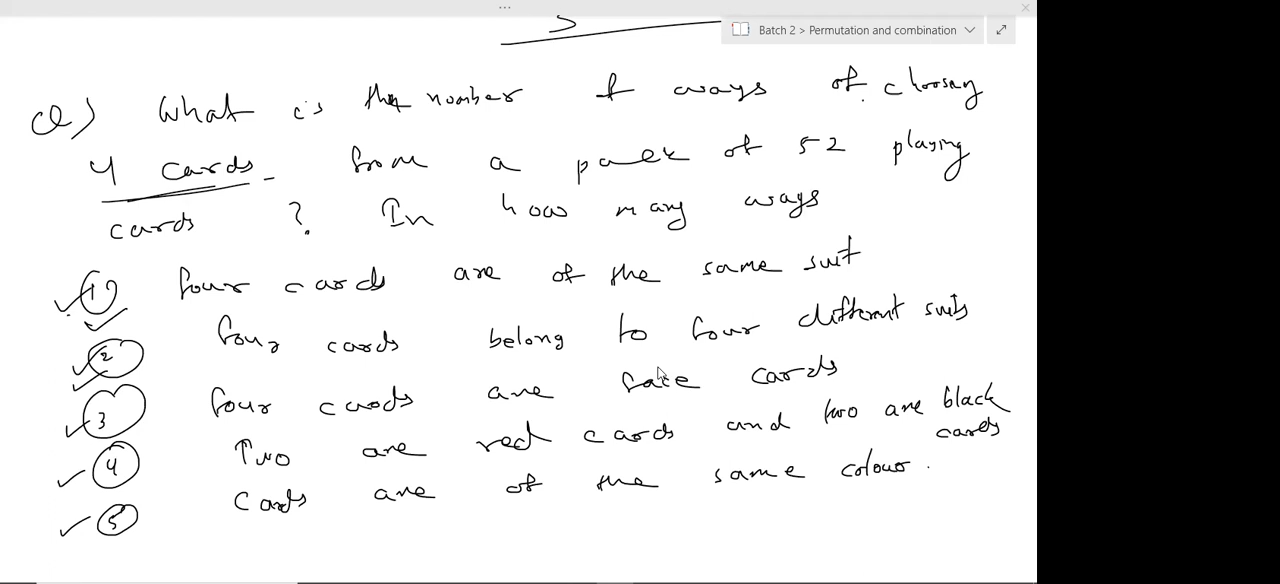 Batch 2 > Permutation and combination
Q) What is the number of ways of choosing
4 cards from a pack of 52 playing
cards ? In how many ways
1) four cards are of the same suit
2 four cards belong to four different suits
3 four cards are face cards
4 Two are red cards and two are black cards
5 Cards are of the same colour.